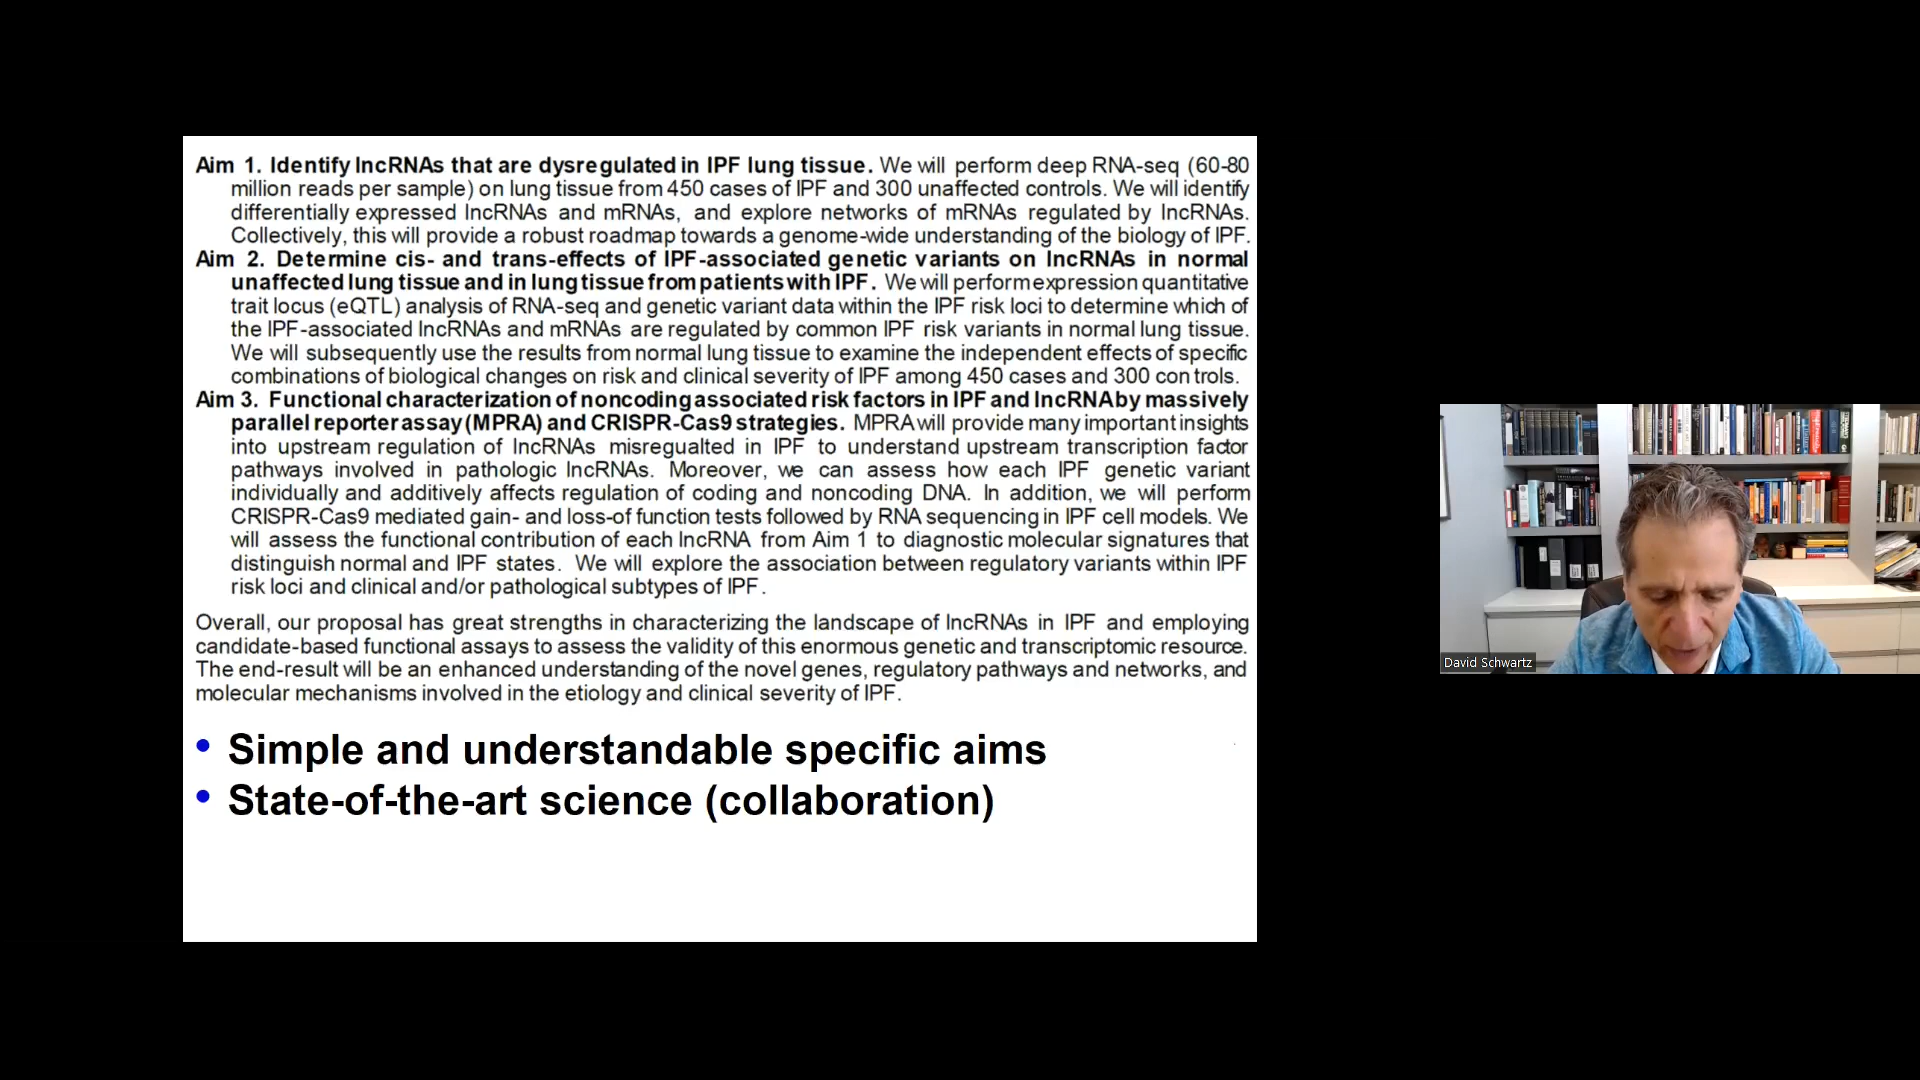 Aim 1. Identify lncRNAs that are dysregulated in IPF lung tissue. We will perform deep RNA-seq (60-80
million reads per sample) on lung tissue from 450 cases of IPF and 300 unaffected controls. We will identify
differentially expressed lncRNAs and mRNAs, and explore networks of mRNAs regulated by lncRNAs.
Collectively, this will provide a robust roadmap towards a genome-wide understanding of the biology of IPF.
Aim 2. Determine cis- and trans-effects of IPF-associated genetic variants on lncRNAs in normal
unaffected lung tissue and in lung tissue from patients with IPF. We will perform expression quantitative
trait locus (eQTL) analysis of RNA-seq and genetic variant data within the IPF risk loci to determine which of
the IPF-associated lncRNAs and mRNAs are regulated by common IPF risk variants in normal lung tissue.
We will subsequently use the results from normal lung tissue to examine the independent effects of specific
combinations of biological changes on risk and clinical severity of IPF among 450 cases and 300 controls.
Aim 3. Functional characterization of noncoding associated risk factors in IPF and lncRNA by massively
parallel reporter assay (MPRA) and CRISPR-Cas9 strategies. MPRA will provide many important insights
into upstream regulation of lncRNAs misregualted in IPF to understand upstream transcription factor
pathways involved in pathologic lncRNAs. Moreover, we can assess how each IPF genetic variant
individually and additively affects regulation of coding and noncoding DNA. In addition, we will perform
CRISPR-Cas9 mediated gain- and loss-of function tests followed by RNA sequencing in IPF cell models. We
will assess the functional contribution of each lncRNA from Aim 1 to diagnostic molecular signatures that
distinguish normal and IPF states. We will explore the association between regulatory variants within IPF
risk loci and clinical and/or pathological subtypes of IPF.
Overall, our proposal has great strengths in characterizing the landscape of lncRNAs in IPF and employing
candidate-based functional assays to assess the validity of this enormous genetic and transcriptomic resource.
The end-result will be an enhanced understanding of the novel genes, regulatory pathways and networks, and
molecular mechanisms involved in the etiology and clinical severity of IPF.
• Simple and understandable specific aims
• State-of-the-art science (collaboration)
David Schwartz